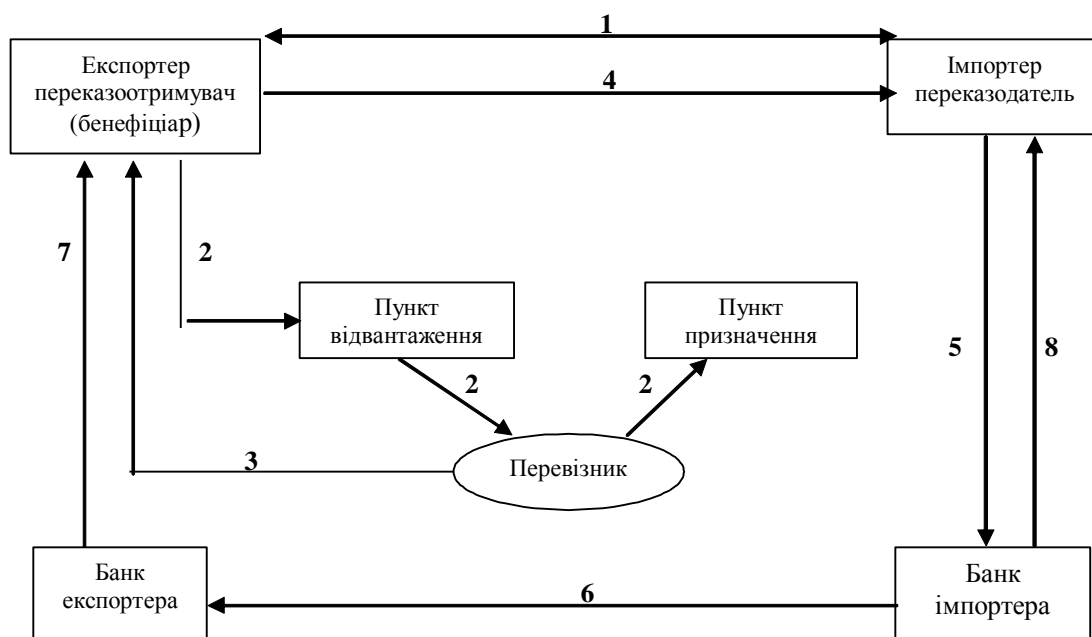 1
Експортер
переказоотримувач
(бенефіціар)
4
Імпортер
переказодатель
7
2
Пункт
відвантаження
Пункт
призначення
5
8
2
2
3
Перевізник
Банк
експортера
6
Банк
імпортера